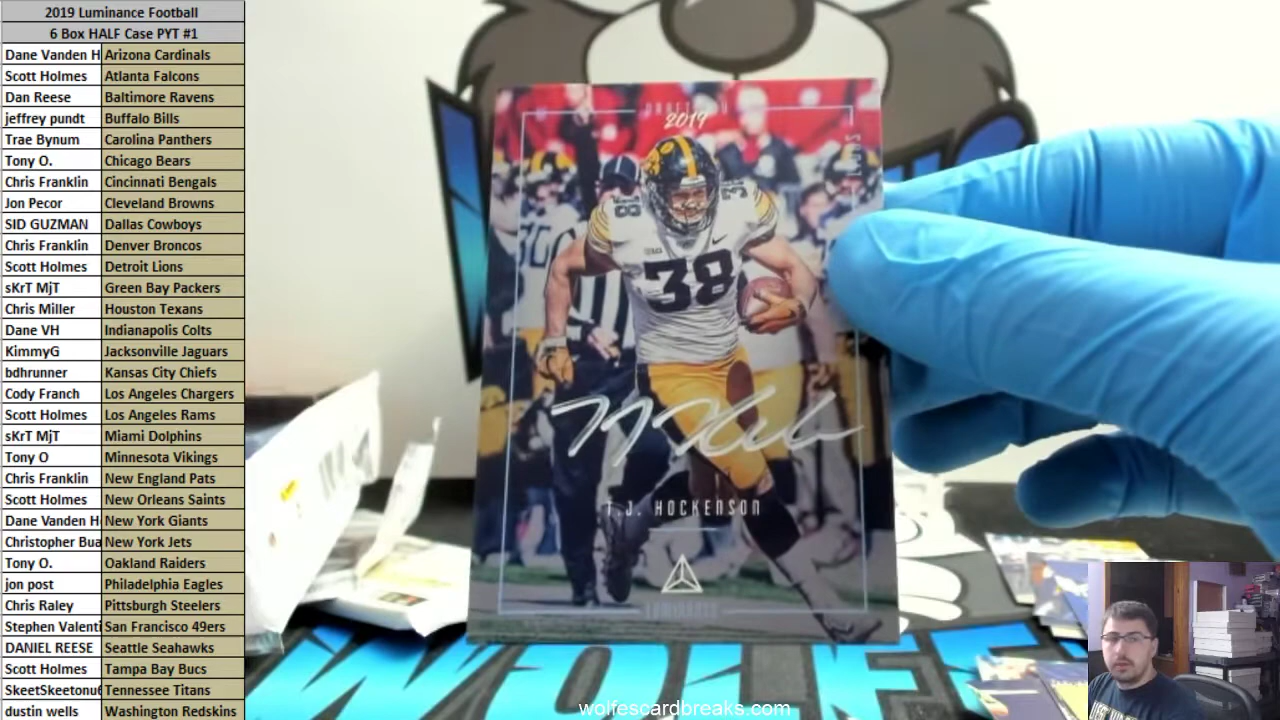 2019 Luminance Football
6 Box HALF Case PYT #1
Dane Vanden H Arizona Cardinals
Scott Holmes Atlanta Falcons
Dan Reese Baltimore Ravens
jeffrey pundt Buffalo Bills
Trae Bynum Carolina Panthers
Tony O. Chicago Bears
Chris Franklin Cincinnati Bengals
Jon Pecor Cleveland Browns
SID GUZMAN Dallas Cowboys
Chris Franklin Denver Broncos
Scott Holmes Detroit Lions
sKrT MjT Green Bay Packers
Chris Miller Houston Texans
Dane VH Indianapolis Colts
KimmyG Jacksonville Jaguars
bdhrunner Kansas City Chiefs
Cody Franch Los Angeles Chargers
Scott Holmes Los Angeles Rams
sKrT MjT Miami Dolphins
Tony O Minnesota Vikings
Chris Franklin New England Pats
Scott Holmes New Orleans Saints
Dane Vanden H New York Giants
Christopher Bua New York Jets
Tony O. Oakland Raiders
jon post Philadelphia Eagles
Chris Raley Pittsburgh Steelers
Stephen Valenti San Francisco 49ers
DANIEL REESE Seattle Seahawks
Scott Holmes Tampa Bay Bucs
SkeetSkeetonu Tennessee Titans
dustin wells Washington Redskins
2019
38
38
T.J. HOCKENSON
LUMINANCE
WOLFE
wolfescardbreaks.com